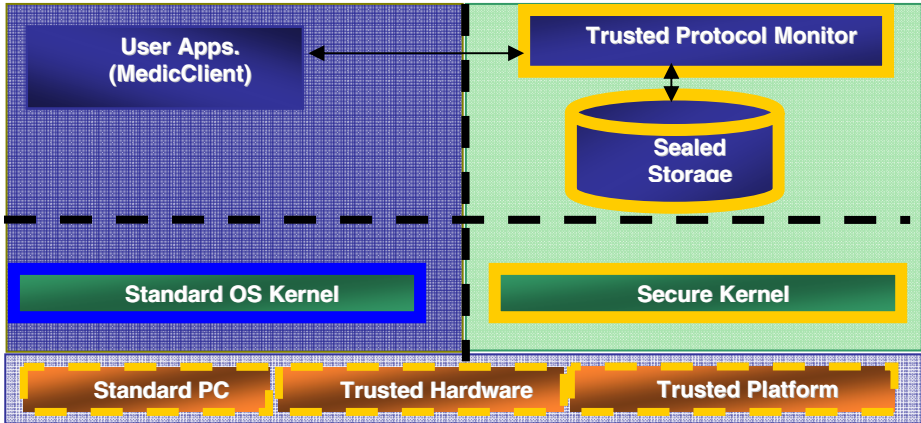 User Apps.
(MedicClient)
Trusted Protocol Monitor
Sealed
Storage
Standard OS Kernel
Secure Kernel
Standard PC
Trusted Hardware
Trusted Platform